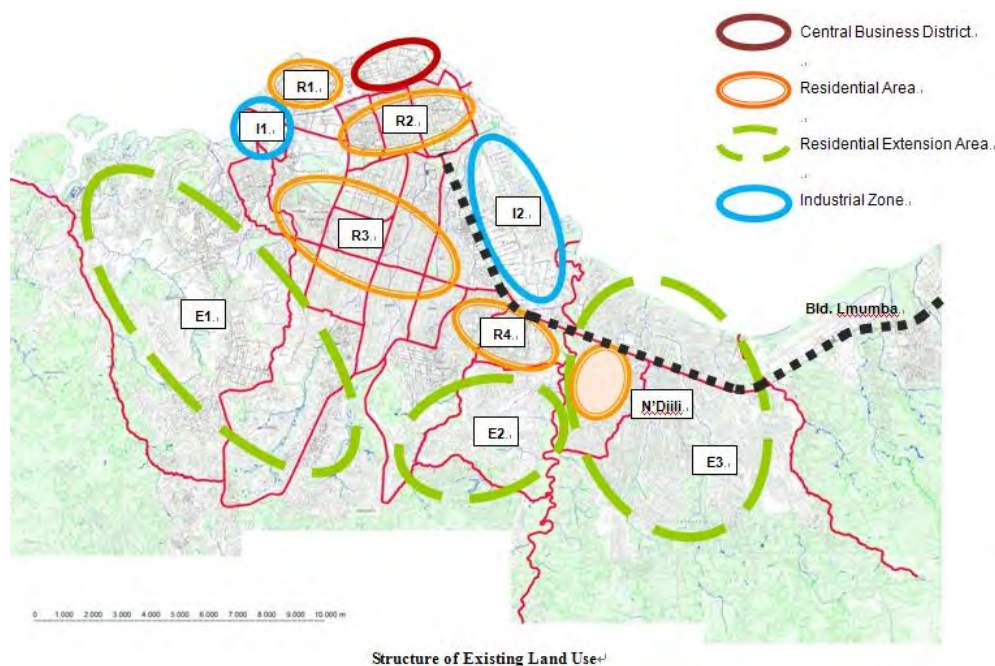 Central Business District
Residential Area
Residential Extension Area
Industrial Zone
R1
R2
I1
I2
R3
E1
Bld. Lmumba
R4
N'Djili
E2
E3
0 1.000 2.000 3.000 4.000 5.000 6.000 7.000 8.000 9.000 10.000 m
Structure of Existing Land Use